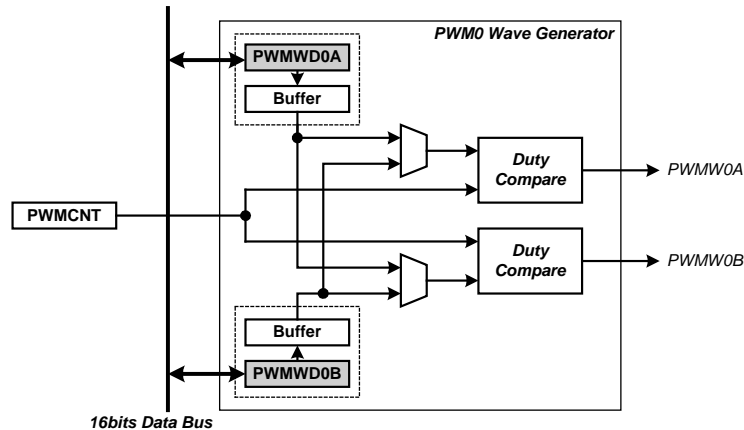 PWM0 Wave Generator
PWMWD0A
Buffer
Duty
Compare
PWMW0A
PWMCNT
Duty
Compare
PWMW0B
Buffer
PWMWD0B
16bits Data Bus